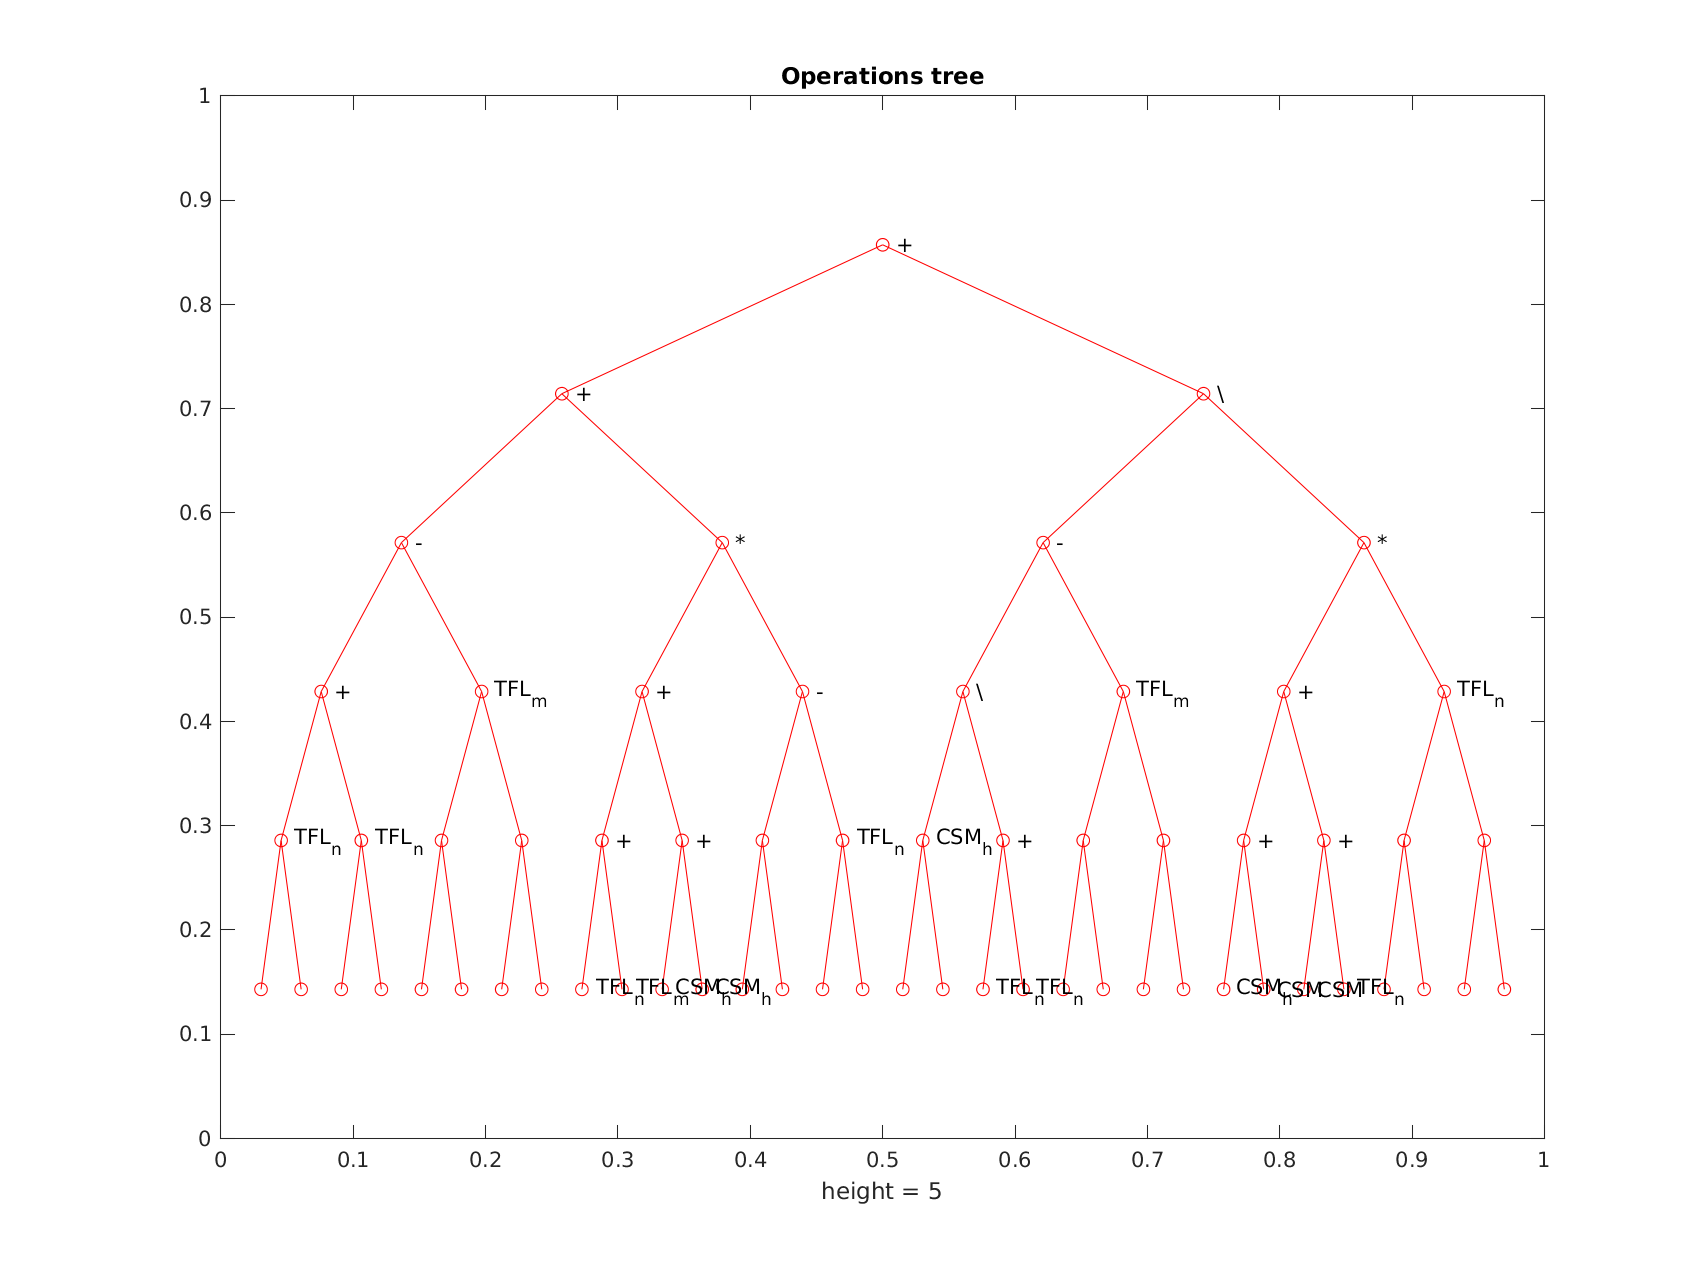 Operations tree
1
0.9
+
0.8
+ \
0.7
0.6
- * - *
0.5
+ TFL_m + - \ TFL_m + TFL_n
0.4
0.3
TFL_n TFL_n + + TFL_n CSM_h + + +
0.2
TFL_n TFL_m CSM_h CSM_h TFL_n TFL_n CSM_h CSM CSM TFL_n
0.1
0
0 0.1 0.2 0.3 0.4 0.5 0.6 0.7 0.8 0.9 1
height = 5